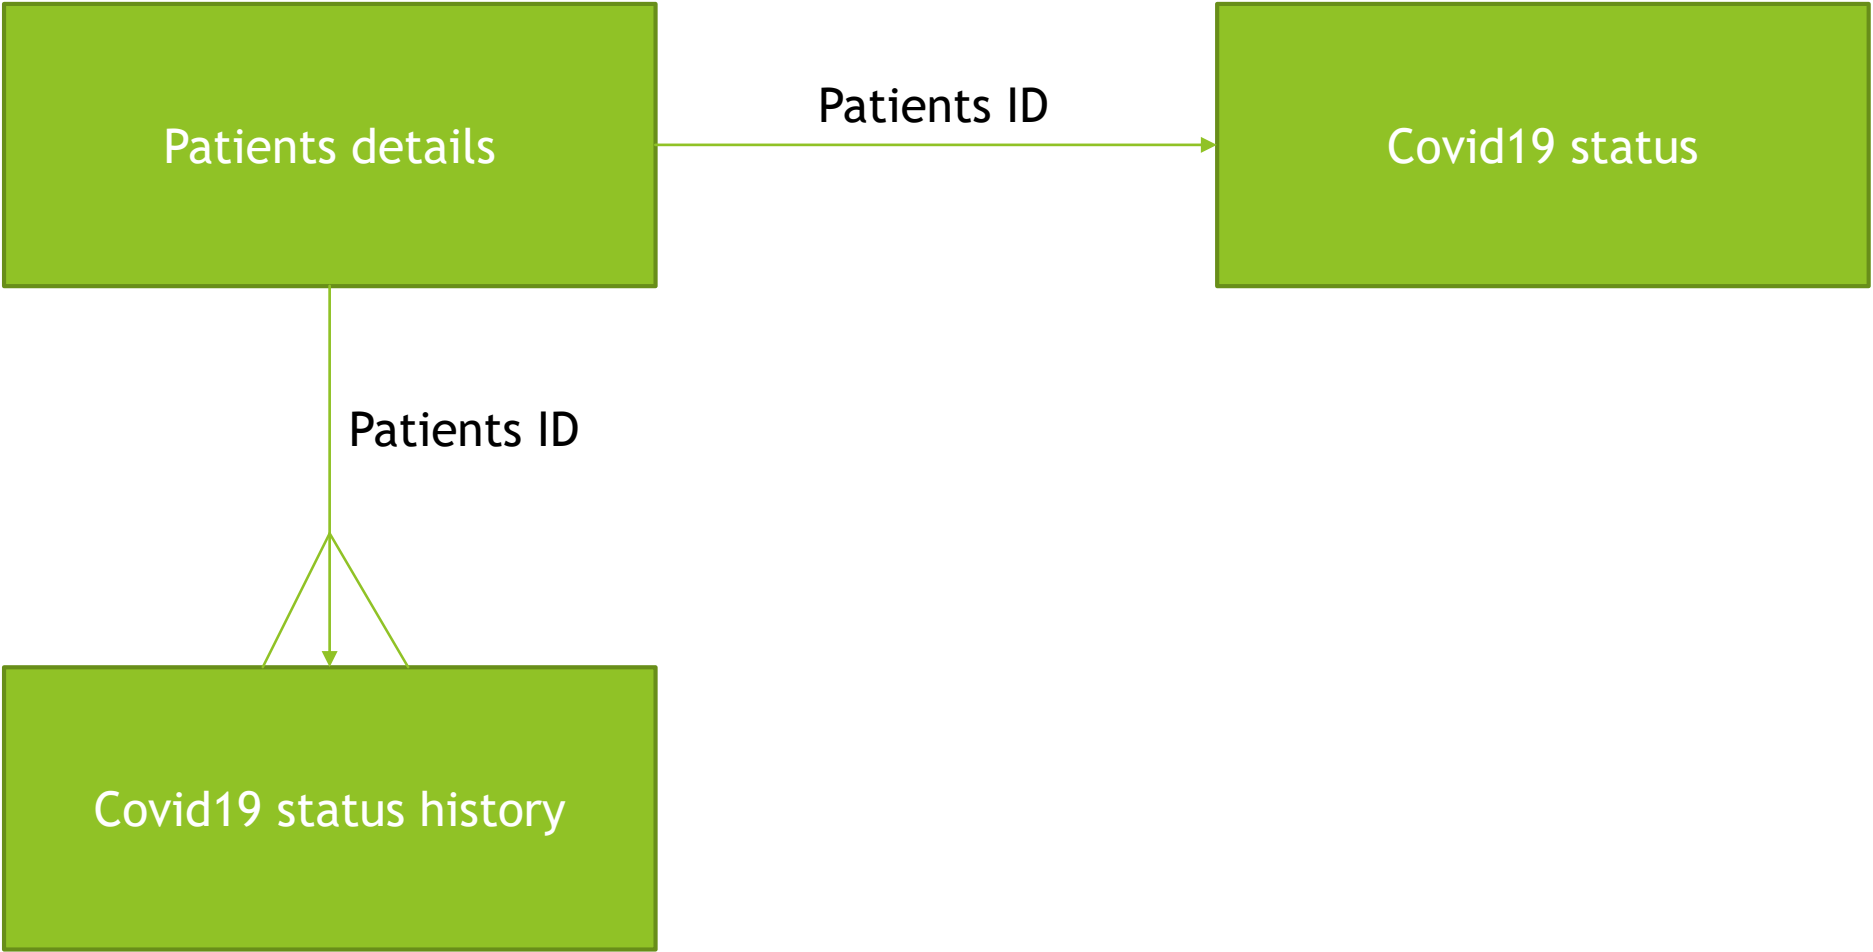 Patients details
Patients ID
Covid19 status
Patients ID
Covid19 status history